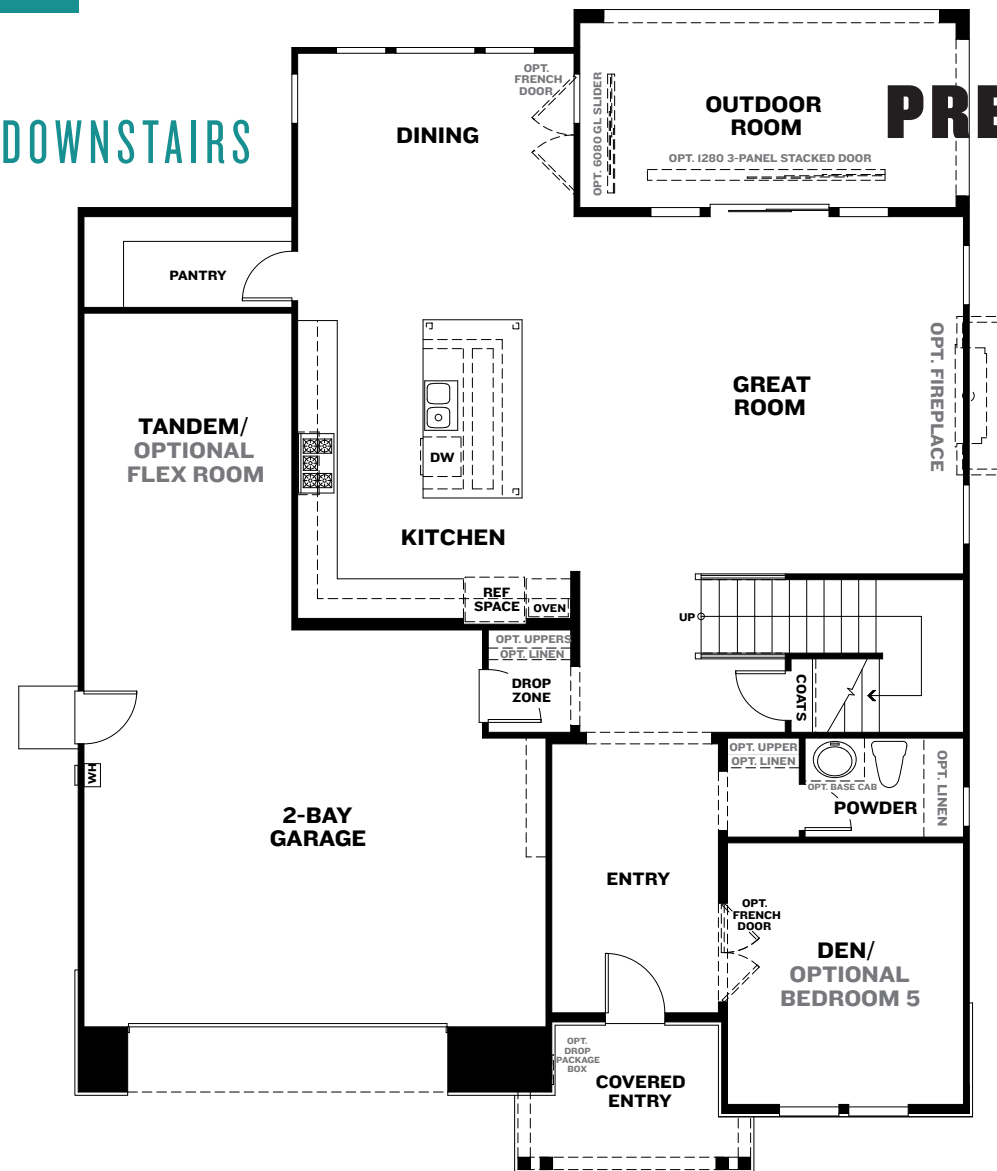 DOWNSTAIRS
OPT.
FRENCH
DOOR
DINING
OPT. 6080 GL SLIDER
OUTDOOR
ROOM
PRE
OPT. 1280 3-PANEL STACKED DOOR
PANTRY
TANDEM/
OPTIONAL
FLEX ROOM
DW
KITCHEN
GREAT
ROOM
OPT. FIREPLACE
REF
SPACE
OVEN
UP
OPT. UPPERS
OPT. LINEN
DROP
ZONE
COATS
WH
2-BAY
GARAGE
OPT. UPPER
OPT. LINEN
OPT. BASE CAB
POWDER
OPT. LINEN
ENTRY
OPT.
FRENCH
DOOR
DEN/
OPTIONAL
BEDROOM 5
OPT.
DROP
PACKAGE
BOX
COVERED
ENTRY